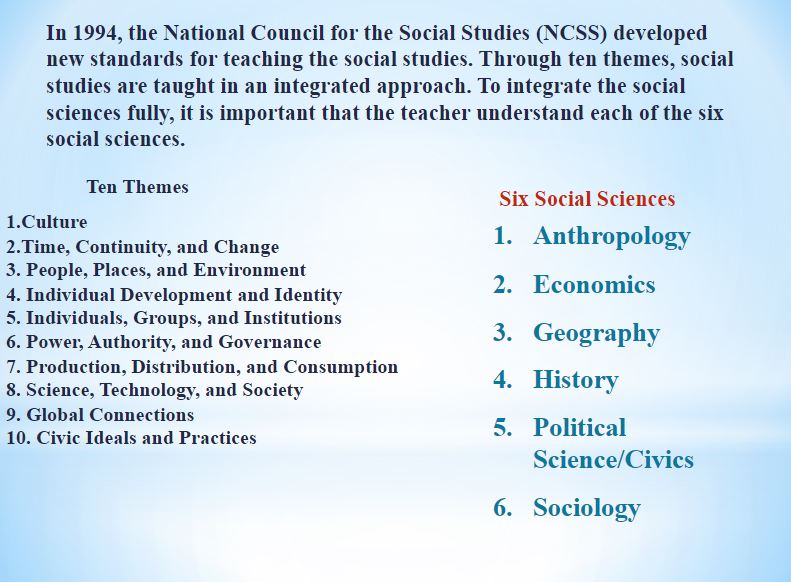 In 1994, the National Council for the Social Studies (NCSS) developed
new standards for teaching the social studies. Through ten themes, social
studies are taught in an integrated approach. To integrate the social
sciences fully, it is important that the teacher understand each of the six
social sciences.
Ten Themes
1.Culture
2.Time, Continuity, and Change
3. People, Places, and Environment
4. Individual Development and Identity
5. Individuals, Groups, and Institutions
6. Power, Authority, and Governance
7. Production, Distribution, and Consumption
8. Science, Technology, and Society
9. Global Connections
10. Civic Ideals and Practices
Six Social Sciences
1. Anthropology
2. Economics
3. Geography
4. History
5. Political
Science/Civics
6. Sociology